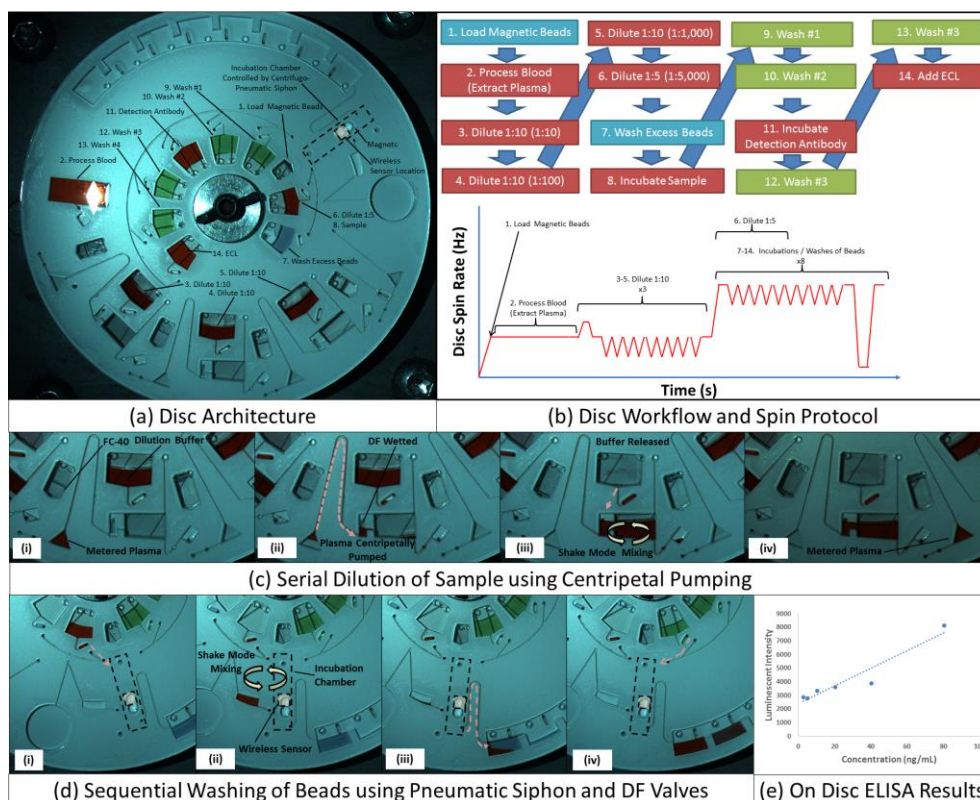 Incubation Chamber
Controlled by Centrifugo-
Pneumatic Siphon
9. Wash #1
10. Wash #2
11. Detection Antibody
1. Load Magnetic Beads
12. Wash #3
13. Wash #4
2. Process Blood
Magnets
Wireless
Sensor Location
6. Dilute 1:5
8. Sample
7. Wash Excess Beads
14. ECL
5. Dilute 1:10
3. Dilute 1:10
4. Dilute 1:10
(a) Disc Architecture
1. Load Magnetic Beads
2. Process Blood
(Extract Plasma)
3. Dilute 1:10 (1:10)
4. Dilute 1:10 (1:100)
5. Dilute 1:10 (1:1,000)
6. Dilute 1:5 (1:5,000)
7. Wash Excess Beads
8. Incubate Sample
9. Wash #1
10. Wash #2
11. Incubate
Detection Antibody
12. Wash #3
13. Wash #3
14. Add ECL
Disc Spin Rate (Hz)
1. Load Magnetic Beads
2. Process Blood
(Extract Plasma)
3-5. Dilute 1:10
x3
6. Dilute 1:5
7-14. Incubations / Washes of Beads
x8
Time (s)
(b) Disc Workflow and Spin Protocol
FC-40
Dilution Buffer
Metered Plasma
(i)
DF Wetted
Plasma Centripetally
Pumped
(ii)
Buffer Released
Shake Mode
Mixing
(iii)
Metered Plasma
(iv)
(c) Serial Dilution of Sample using Centripetal Pumping
(i)
Shake Mode
Mixing
Incubation
Chamber
Wireless Sensor
(ii)
(iii)
(iv)
(d) Sequential Washing of Beads using Pneumatic Siphon and DF Valves
Luminescent Intensity
9000
8000
7000
6000
5000
4000
3000
2000
1000
0
0
20
40
60
80
Concentration (ng/mL)
(e) On Disc ELISA Results